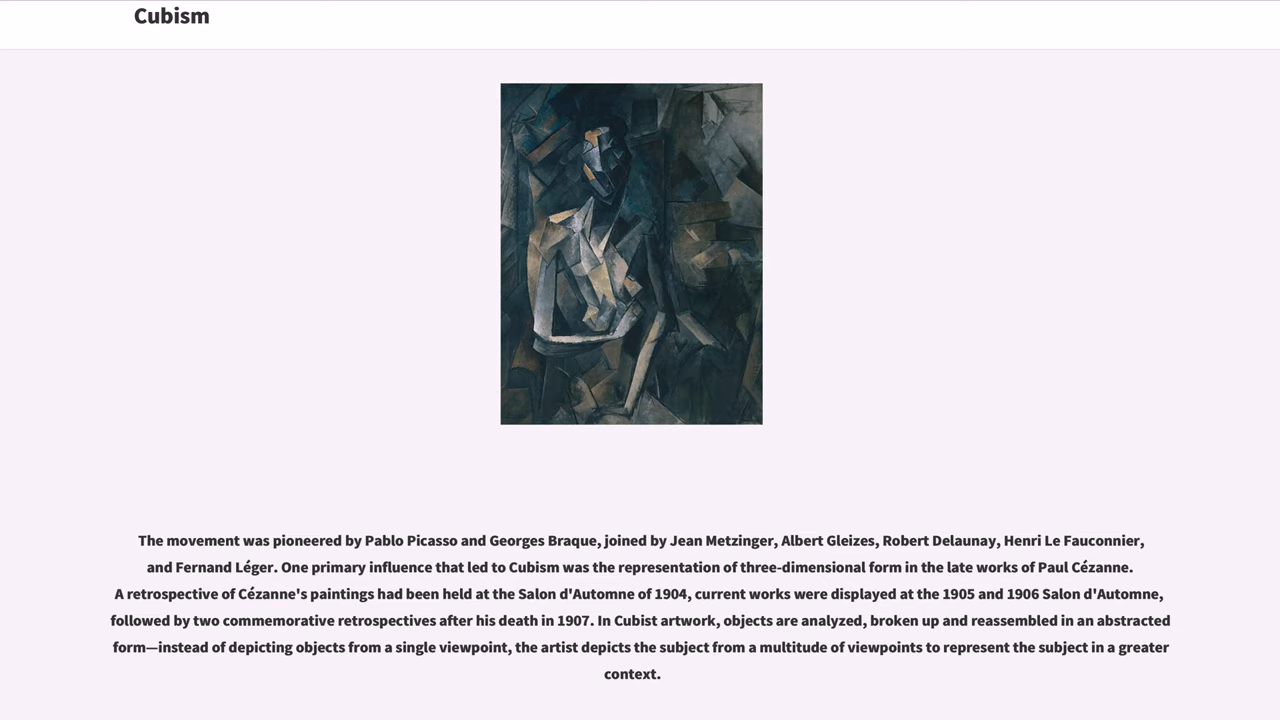 Cubism
The movement was pioneered by Pablo Picasso and Georges Braque, joined by Jean Metzinger, Albert Gleizes, Robert Delaunay, Henri Le Fauconnier,
and Fernand Léger. One primary influence that led to Cubism was the representation of three-dimensional form in the late works of Paul Cézanne.
A retrospective of Cézanne's paintings had been held at the Salon d'Automne of 1904, current works were displayed at the 1905 and 1906 Salon d'Automne,
followed by two commemorative retrospectives after his death in 1907. In Cubist artwork, objects are analyzed, broken up and reassembled in an abstracted
form—instead of depicting objects from a single viewpoint, the artist depicts the subject from a multitude of viewpoints to represent the subject in a greater
context.